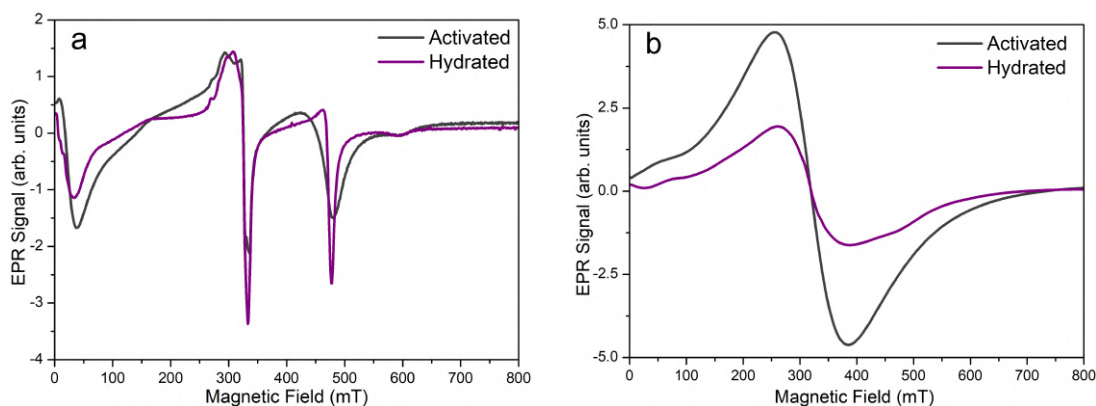 a
Activated
Hydrated
EPR Signal (arb. units)
2
1
0
-1
-2
-3
-4
0 100 200 300 400 500 600 700 800
Magnetic Field (mT)
b
Activated
Hydrated
EPR Signal (arb. units)
5.0
2.5
0.0
-2.5
-5.0
0 100 200 300 400 500 600 700 800
Magnetic Field (mT)